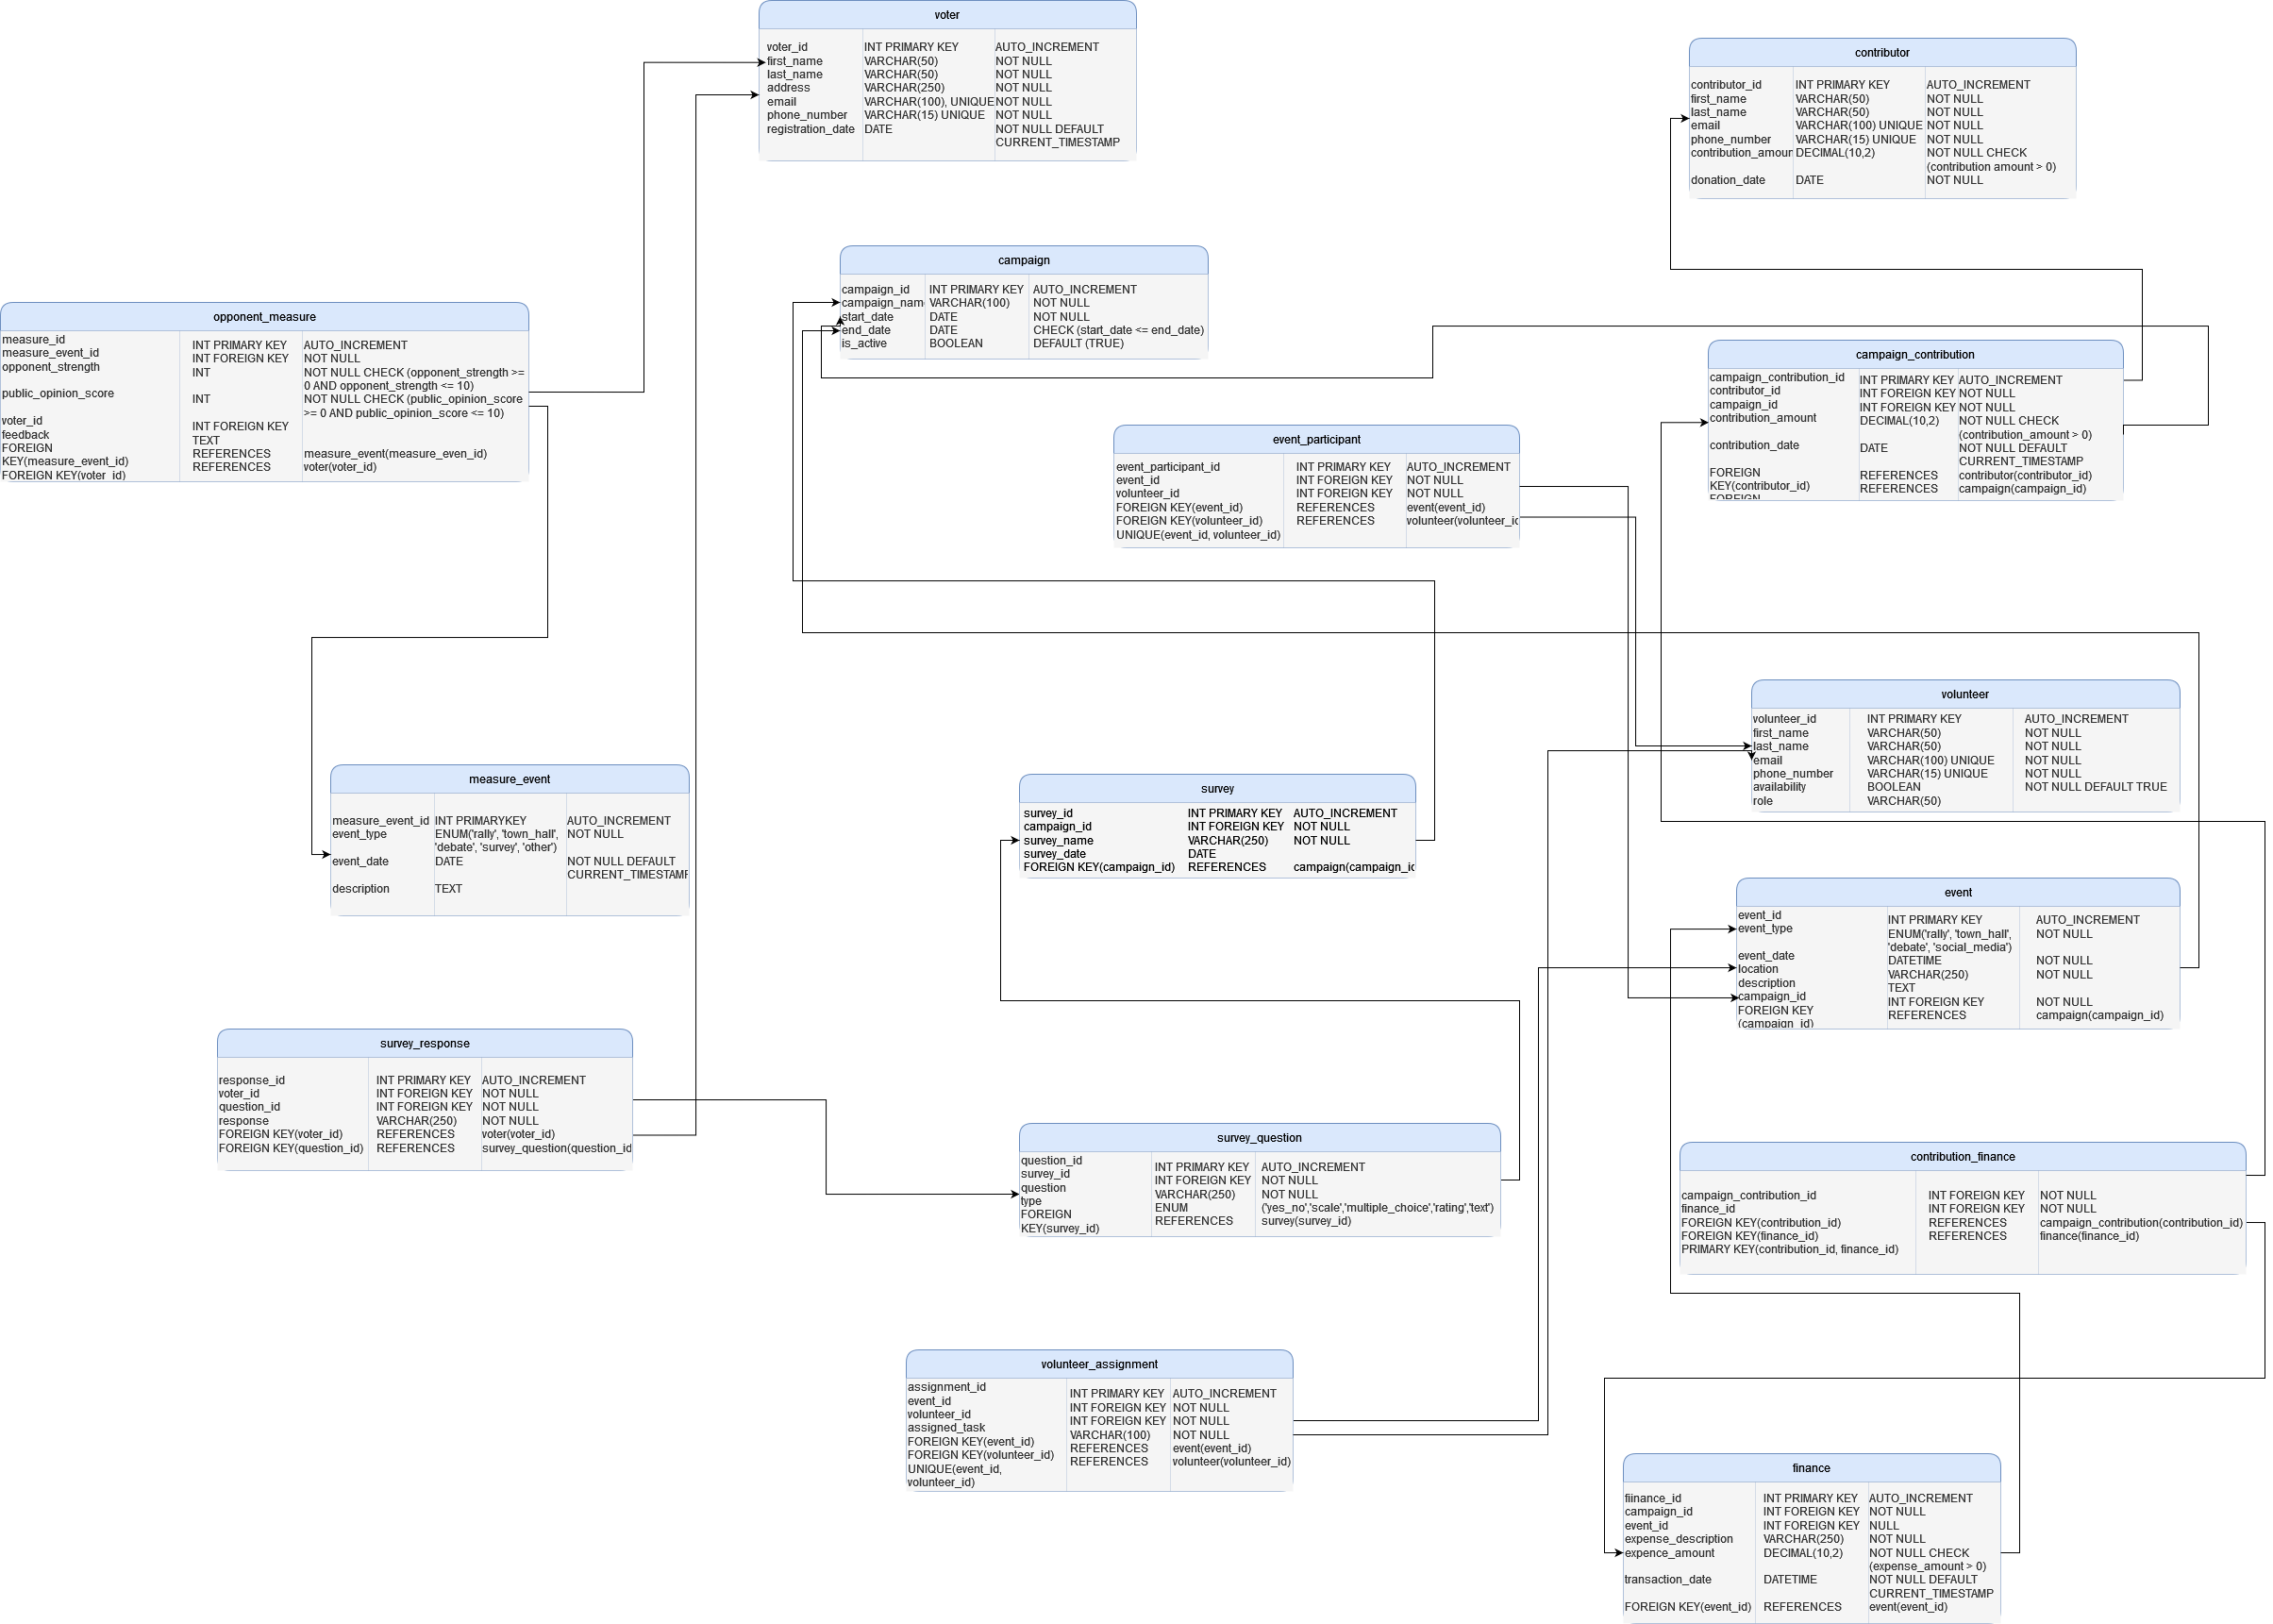 voter
voter_id INT PRIMARY KEY AUTO_INCREMENT
first_name VARCHAR(50) NOT NULL
last_name VARCHAR(50) NOT NULL
address VARCHAR(250) NOT NULL
email VARCHAR(100), UNIQUE NOT NULL
phone_number VARCHAR(15) UNIQUE NOT NULL
registration_date DATE NOT NULL DEFAULT
CURRENT_TIMESTAMP
contributor
contributor_id INT PRIMARY KEY AUTO_INCREMENT
first_name VARCHAR(50) NOT NULL
last_name VARCHAR(50) NOT NULL
email VARCHAR(100) UNIQUE NOT NULL
phone_number VARCHAR(15) UNIQUE NOT NULL
contribution_amoun DECIMAL(10,2) NOT NULL CHECK
(contribution amount > 0)
donation_date DATE NOT NULL
campaign
campaign_id INT PRIMARY KEY AUTO_INCREMENT
campaign_nam VARCHAR(100) NOT NULL
start_date DATE NOT NULL
end_date DATE CHECK (start_date <= end_date)
is_active BOOLEAN DEFAULT (TRUE)
opponent_measure
measure_id
measure_event_id
opponent_strength
public_opinion_score
voter_id
feedback
FOREIGN
KEY(measure_event_id)
FOREIGN KEY(voter_id)
INT PRIMARY KEY
INT FOREIGN KEY
INT
INT
INT FOREIGN KEY
TEXT
REFERENCES
REFERENCES
AUTO_INCREMENT
NOT NULL
NOT NULL CHECK (opponent_strength >=
0 AND opponent_strength <= 10)
NOT NULL CHECK (public_opinion_score
>= 0 AND public_opinion_score <= 10)
measure_event(measure_even_id)
voter(voter_id)
campaign_contribution
campaign_contribution_id
contributor_id
campaign_id
contribution_amount
contribution_date
FOREIGN
KEY(contributor_id)
FOREIGN
INT PRIMARY KEY
INT FOREIGN KEY
INT FOREIGN KEY
DECIMAL(10,2)
DATE
REFERENCES
REFERENCES
AUTO_INCREMENT
NOT NULL
NOT NULL
NOT NULL CHECK
(contribution_amount > 0)
NOT NULL DEFAULT
CURRENT_TIMESTAMP
contributor(contributor_id)
campaign(campaign_id)
event_participant
event_participant_id INT PRIMARY KEY AUTO_INCREMENT
event_id INT FOREIGN KEY NOT NULL
volunteer_id INT FOREIGN KEY NOT NULL
FOREIGN KEY(event_id) REFERENCES event(event_id)
FOREIGN KEY(volunteer_id) REFERENCES volunteer(volunteer_id
UNIQUE(event_id, volunteer_id)
volunteer
volunteer_id INT PRIMARY KEY AUTO_INCREMENT
first_name VARCHAR(50) NOT NULL
last_name VARCHAR(50) NOT NULL
email VARCHAR(100) UNIQUE NOT NULL
phone_number VARCHAR(15) UNIQUE NOT NULL
availability BOOLEAN NOT NULL DEFAULT TRUE
role VARCHAR(50)
measure_event
measure_event_id INT PRIMARYKEY AUTO_INCREMENT
event_type ENUM('rally', 'town_hall', NOT NULL
'debate', 'survey', 'other')
event_date DATE NOT NULL DEFAULT
CURRENT_TIMESTAMP
description TEXT
survey
survey_id INT PRIMARY KEY AUTO_INCREMENT
campaign_id INT FOREIGN KEY NOT NULL
survey_name VARCHAR(250) NOT NULL
survey_date DATE
FOREIGN KEY(campaign_id) REFERENCES campaign(campaign_id
event
event_id
event_type
event_date
location
description
campaign_id
FOREIGN KEY
(campaign_id)
INT PRIMARY KEY
ENUM('rally', 'town_hall',
'debate', 'social_media')
DATETIME
VARCHAR(250)
TEXT
INT FOREIGN KEY
REFERENCES
AUTO_INCREMENT
NOT NULL
NOT NULL
NOT NULL
NOT NULL
campaign(campaign_id)
survey_response
response_id INT PRIMARY KEY AUTO_INCREMENT
voter_id INT FOREIGN KEY NOT NULL
question_id INT FOREIGN KEY NOT NULL
response VARCHAR(250) NOT NULL
FOREIGN KEY(voter_id) REFERENCES voter(voter_id)
FOREIGN KEY(question_id) REFERENCES survey_question(question_id
survey_question
question_id
survey_id
question
type
FOREIGN
KEY(survey_id)
INT PRIMARY KEY
INT FOREIGN KEY
VARCHAR(250)
ENUM
REFERENCES
AUTO_INCREMENT
NOT NULL
NOT NULL
('yes_no','scale','multiple_choice','rating','text')
survey(survey_id)
contribution_finance
campaign_contribution_id INT FOREIGN KEY NOT NULL
finance_id INT FOREIGN KEY NOT NULL
FOREIGN KEY(contribution_id) REFERENCES campaign_contribution(contribution_id)
FOREIGN KEY(finance_id) REFERENCES finance(finance_id)
PRIMARY KEY(contribution_id, finance_id)
volunteer_assignment
assignment_id
event_id
volunteer_id
assigned_task
FOREIGN KEY(event_id)
FOREIGN KEY(volunteer_id)
UNIQUE(event_id,
volunteer_id)
INT PRIMARY KEY
INT FOREIGN KEY
INT FOREIGN KEY
VARCHAR(100)
REFERENCES
REFERENCES
AUTO_INCREMENT
NOT NULL
NOT NULL
NOT NULL
event(event_id)
volunteer(volunteer_id)
finance
fiinance_id INT PRIMARY KEY AUTO_INCREMENT
campaign_id INT FOREIGN KEY NOT NULL
event_id INT FOREIGN KEY NULL
expense_description VARCHAR(250) NOT NULL
expence_amount DECIMAL(10,2) NOT NULL CHECK
(expense_amount > 0)
transaction_date DATETIME NOT NULL DEFAULT
CURRENT_TIMESTAMP
FOREIGN KEY(event_id) REFERENCES event(event_id)